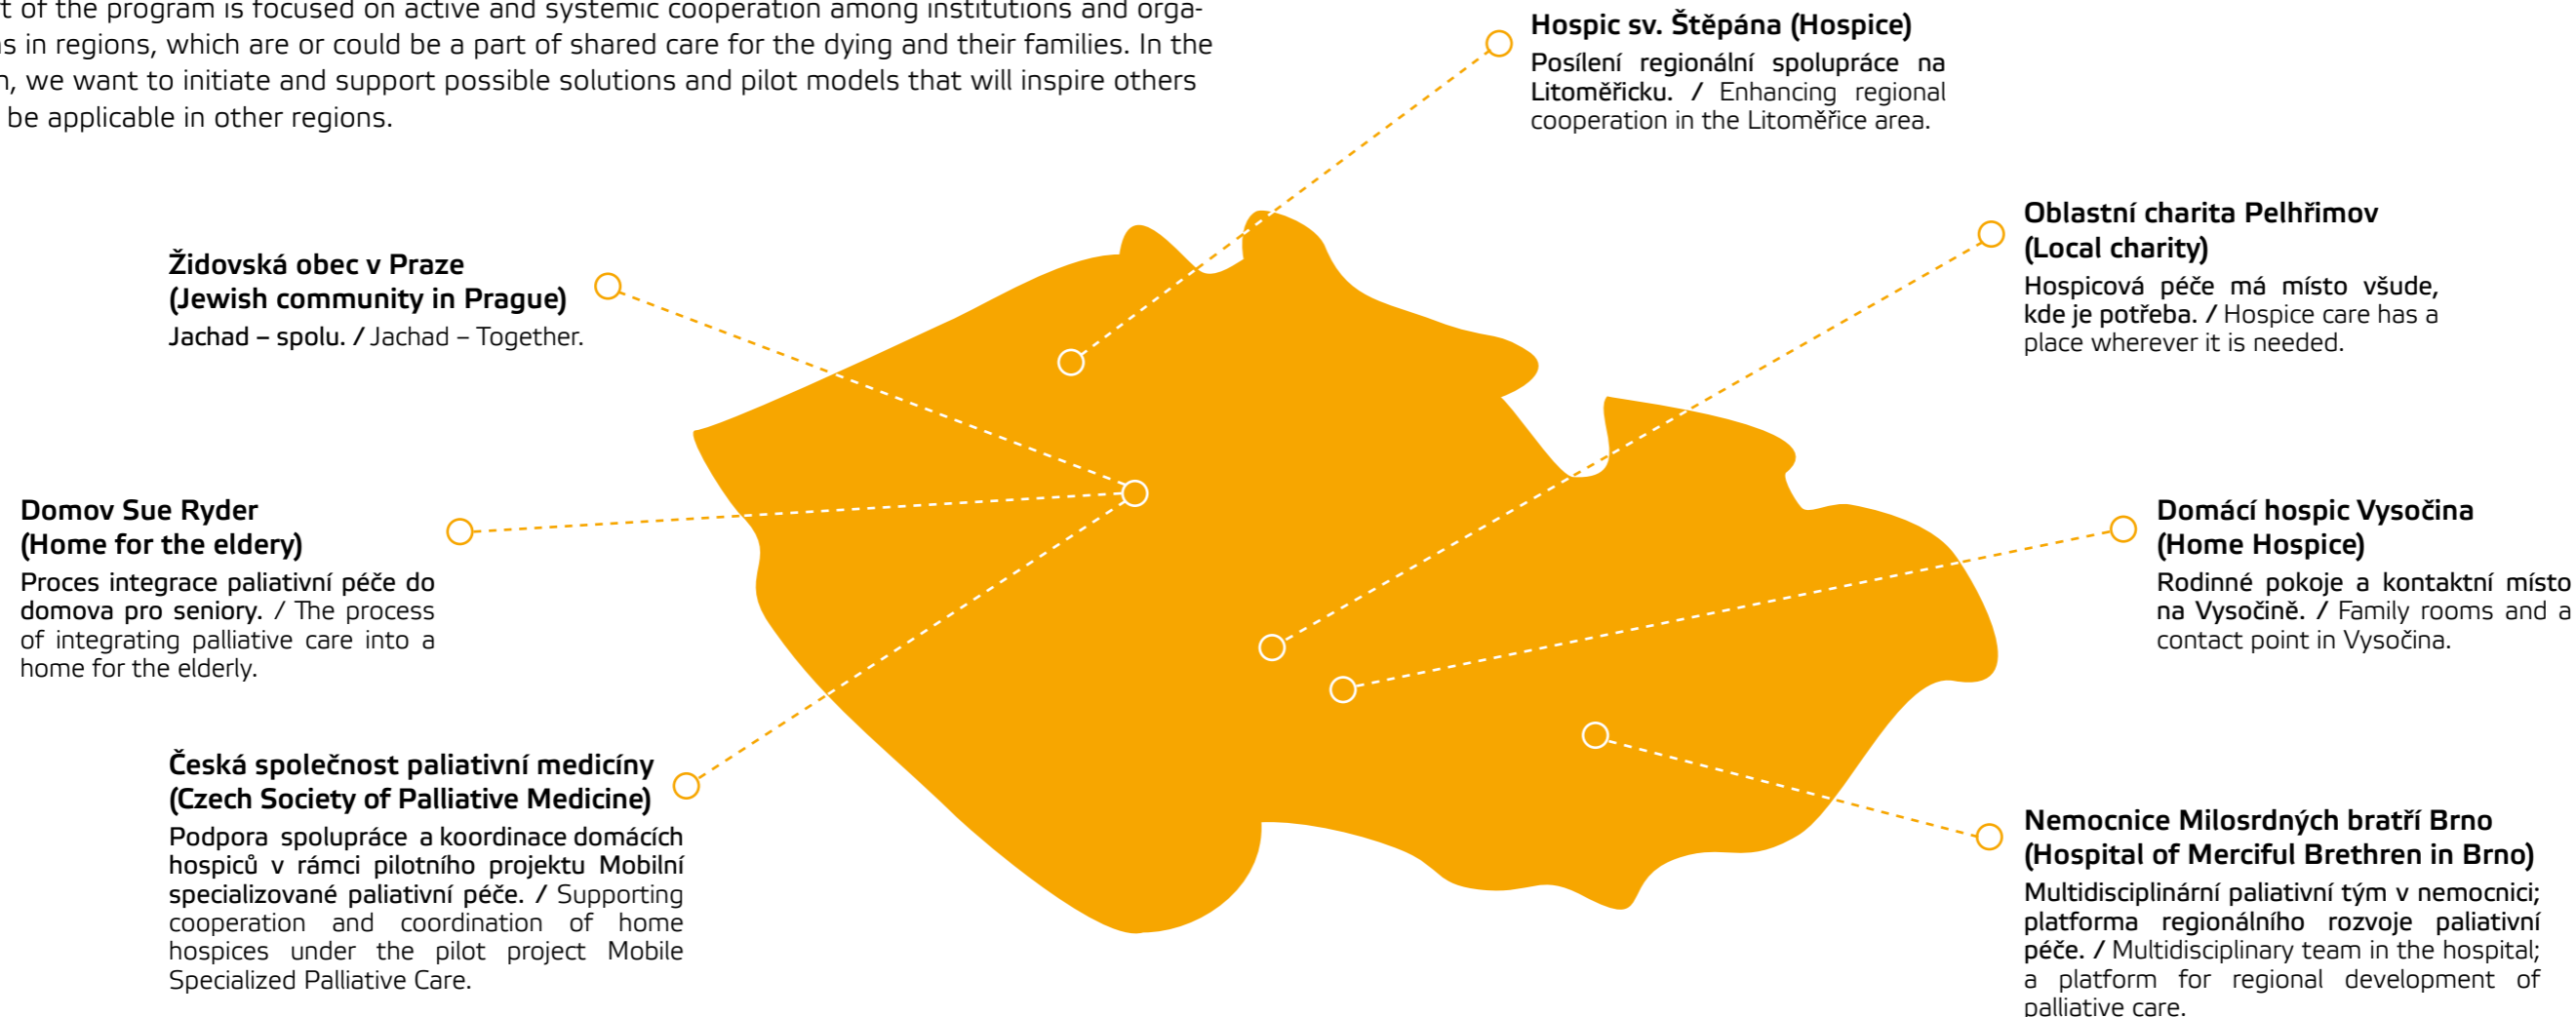 t of the program is focused on active and systemic cooperation among institutions and orga-
s in regions, which are or could be a part of shared care for the dying and their families. In the
, we want to initiate and support possible solutions and pilot models that will inspire others
be applicable in other regions.
Hospic sv. Štěpána (Hospice)
Posílení regionální spolupráce na
Litoměřicku. / Enhancing regional
cooperation in the Litoměřice area.
Židovská obec v Praze
(Jewish community in Prague)
Jachad – spolu. / Jachad – Together.
Oblastní charita Pelhřimov
(Local charity)
Hospicová péče má místo všude,
kde je potřeba. / Hospice care has a
place wherever it is needed.
Domov Sue Ryder
(Home for the eldery)
Proces integrace paliativní péče do
domova pro seniory. / The process
of integrating palliative care into a
home for the elderly.
Domácí hospic Vysočina
(Home Hospice)
Rodinné pokoje a kontaktní místo
na Vysočině. / Family rooms and a
contact point in Vysočina.
Česká společnost paliativní medicíny
(Czech Society of Palliative Medicine)
Podpora spolupráce a koordinace domácích
hospiců v rámci pilotního projektu Mobilní
specializované paliativní péče. / Supporting
cooperation and coordination of home
hospices under the pilot project Mobile
Specialized Palliative Care.
Nemocnice Milosrdných bratří Brno
(Hospital of Merciful Brethren in Brno)
Multidisciplinární paliativní tým v nemocnici;
platforma regionálního rozvoje paliativní
péče. / Multidisciplinary team in the hospital;
a platform for regional development of
palliative care.